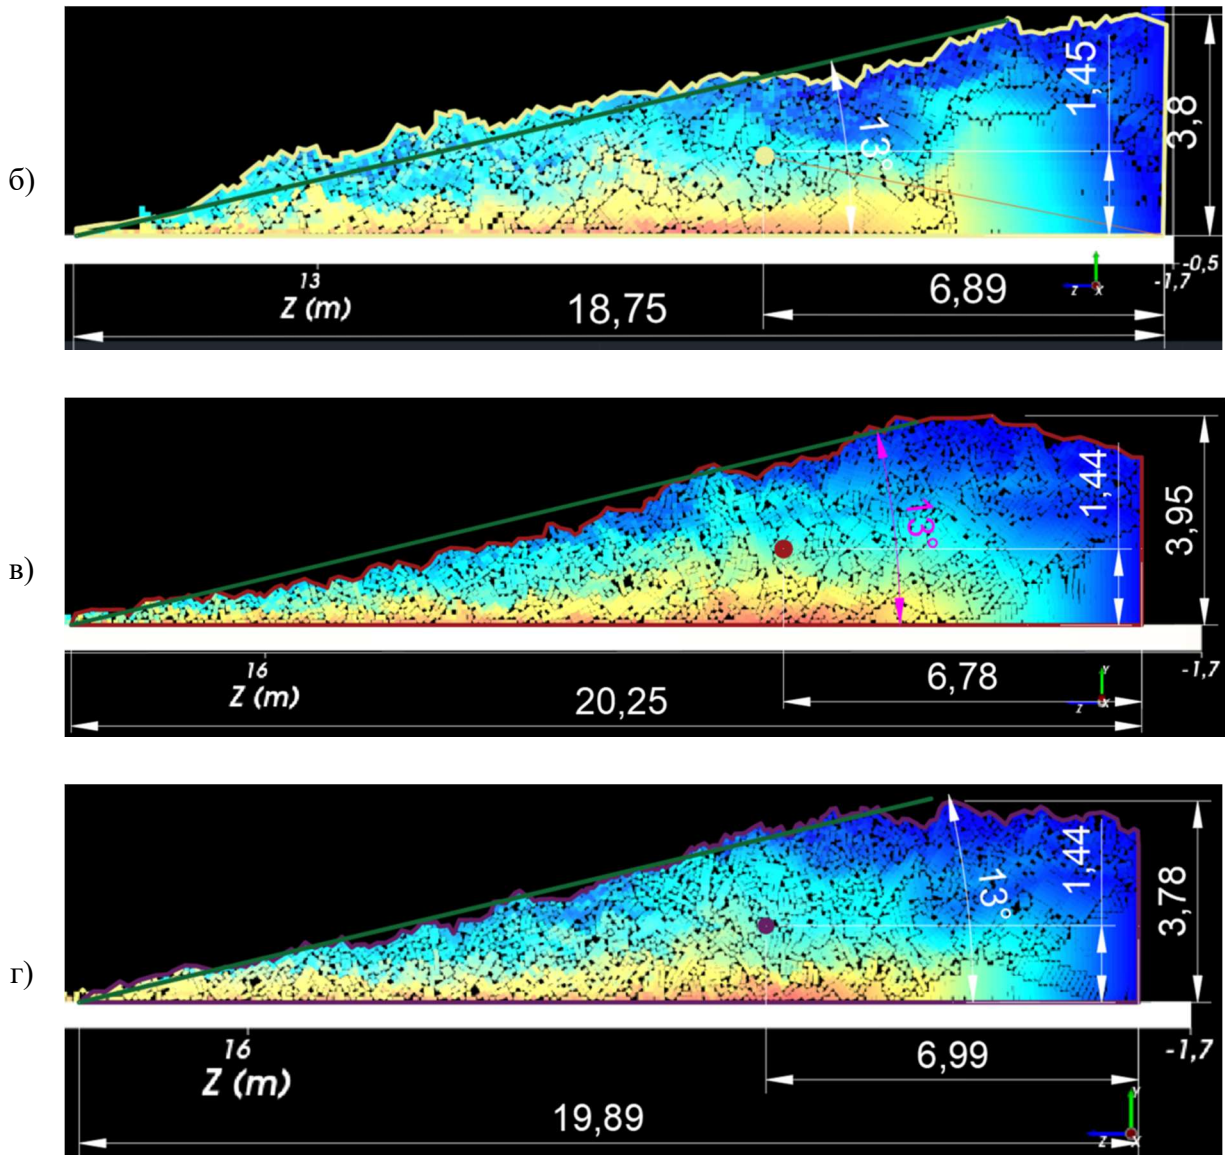 б)
1,45
3,8
13°
13
Z (m)
z
x
-0,5
-1,7
6,89
18,75
в)
1,44
3,95
13°
16
Z (m)
Y
z
x
-1,7
6,78
20,25
г)
1,44
3,78
13°
16
Z (m)
-1,7
6,99
Y
z
x
19,89